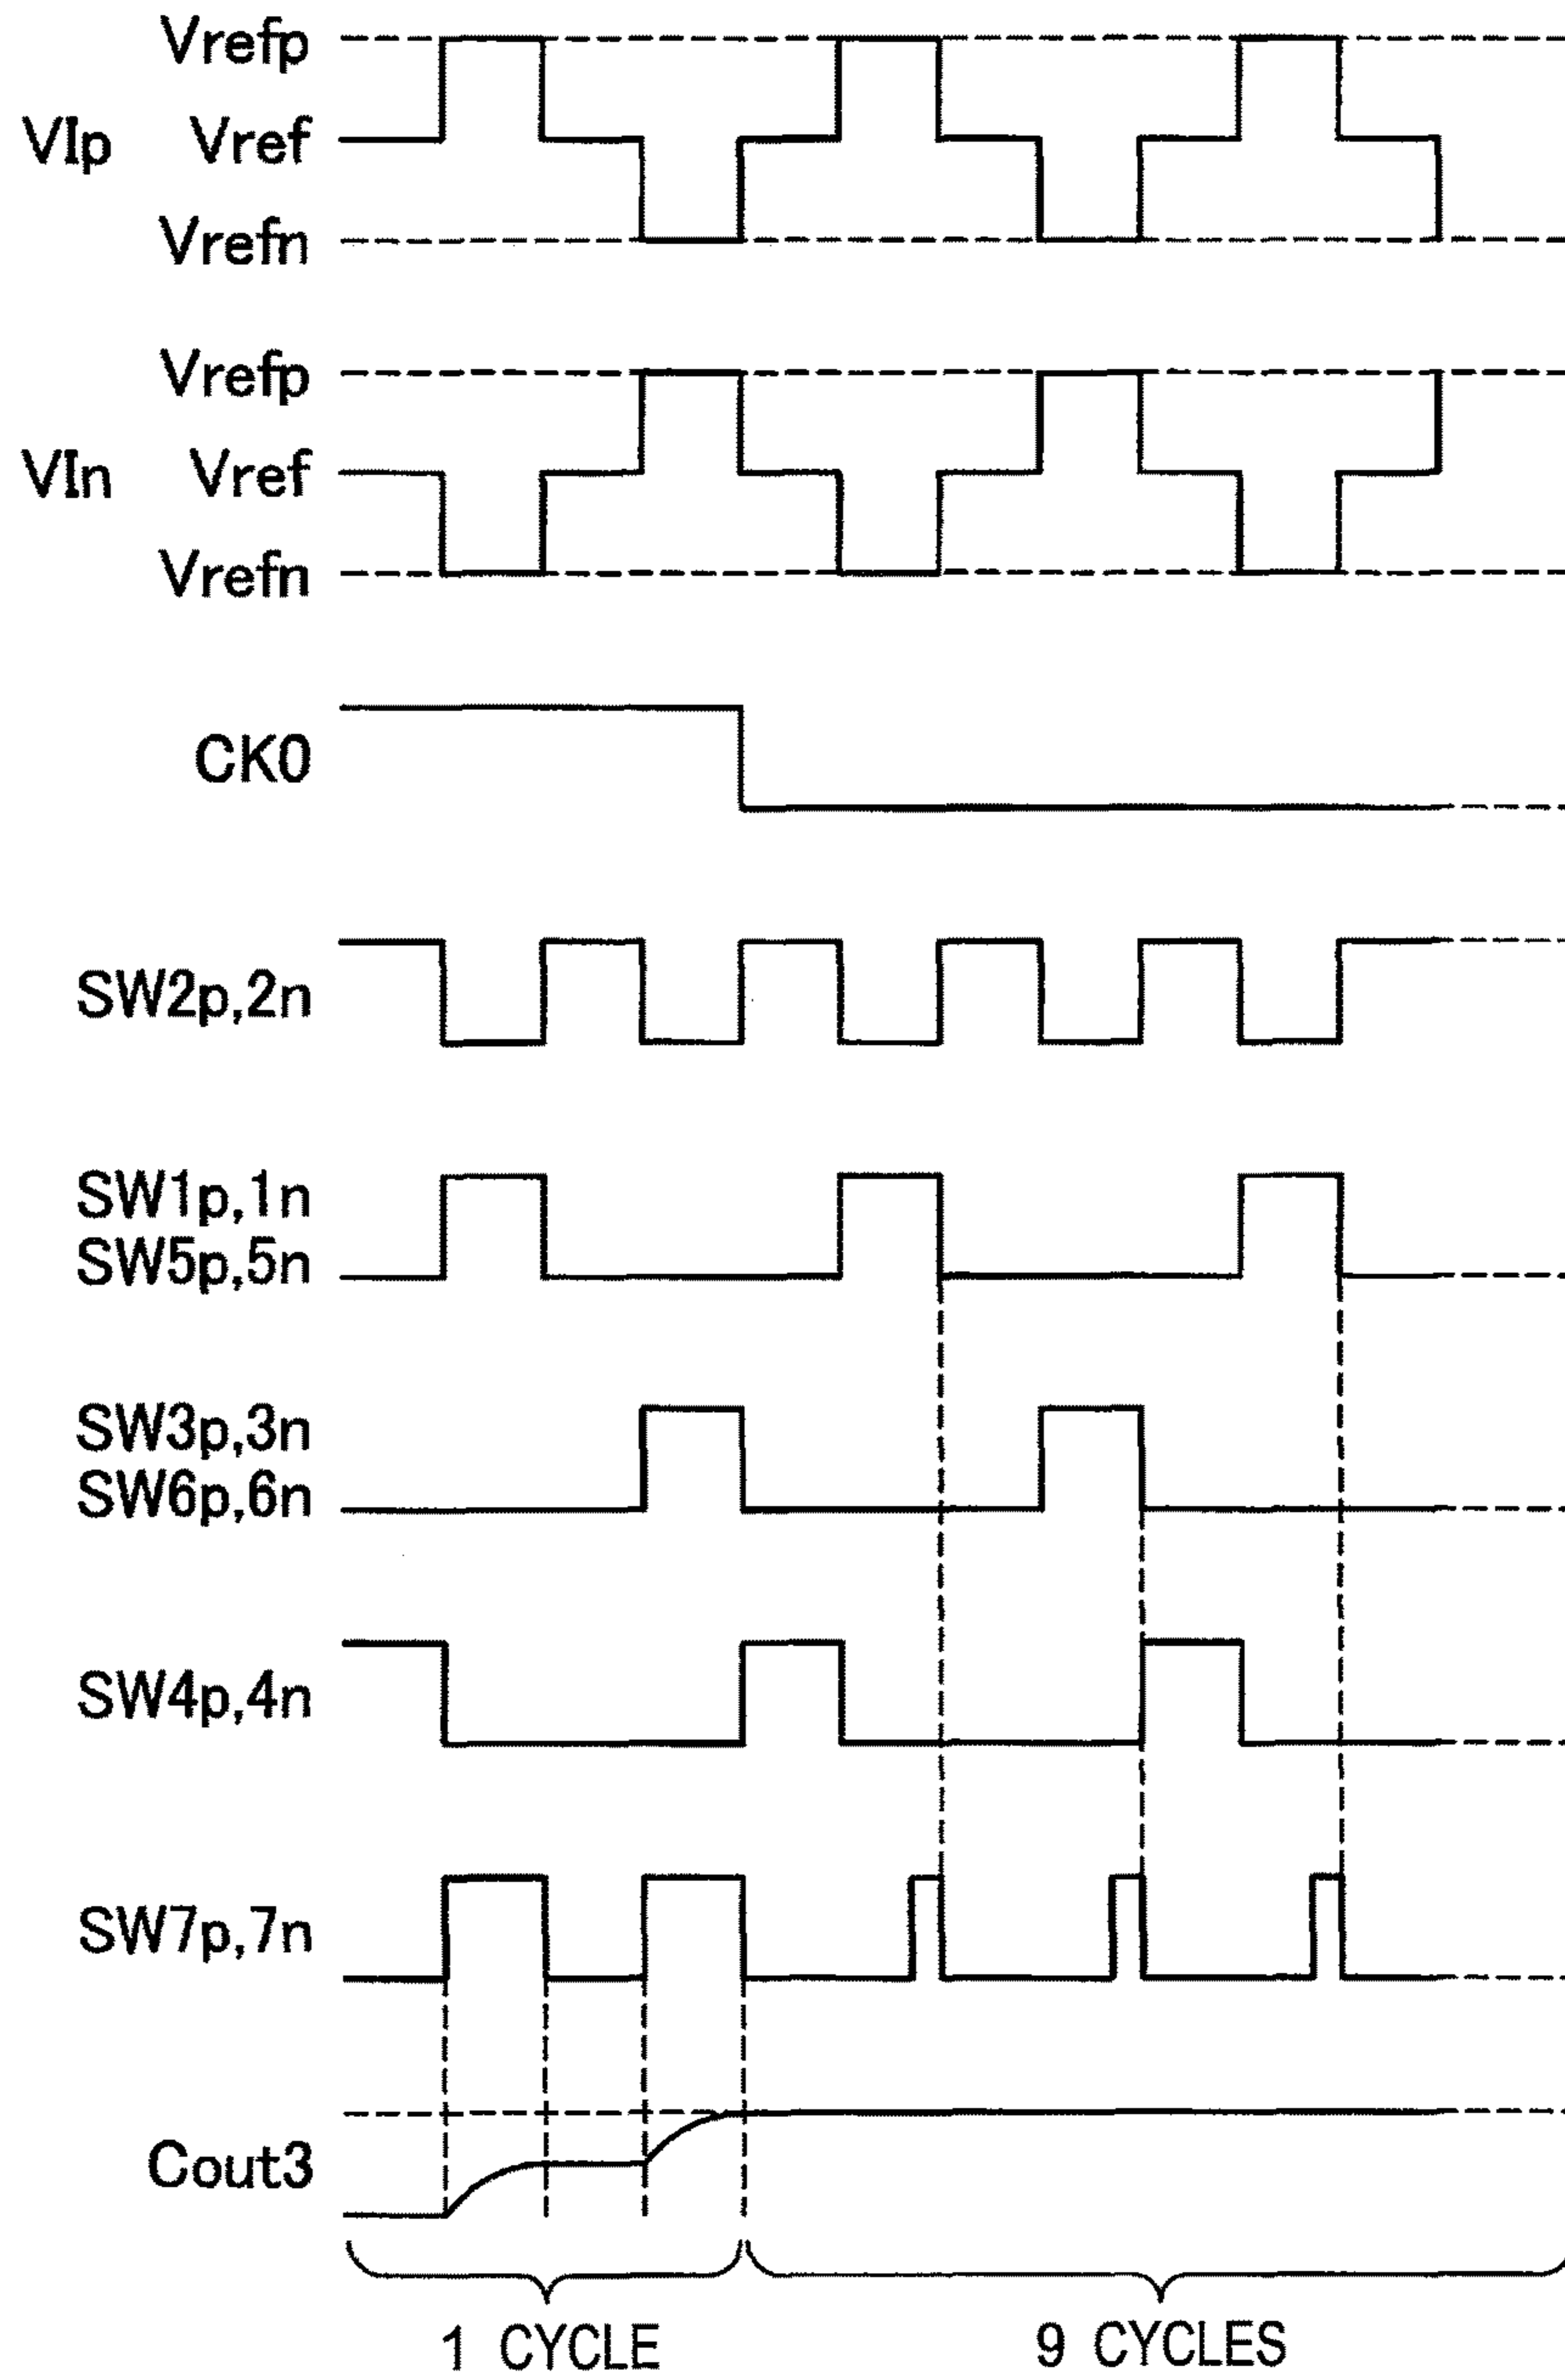 Vrefp
VIp Vref
Vrefn
Vrefp
VIn Vref
Vrefn
CK0
SW2p,2n
SW1p,1n
SW5p,5n
SW3p,3n
SW6p,6n
SW4p,4n
SW7p,7n
Cout3
1 CYCLE 9 CYCLES